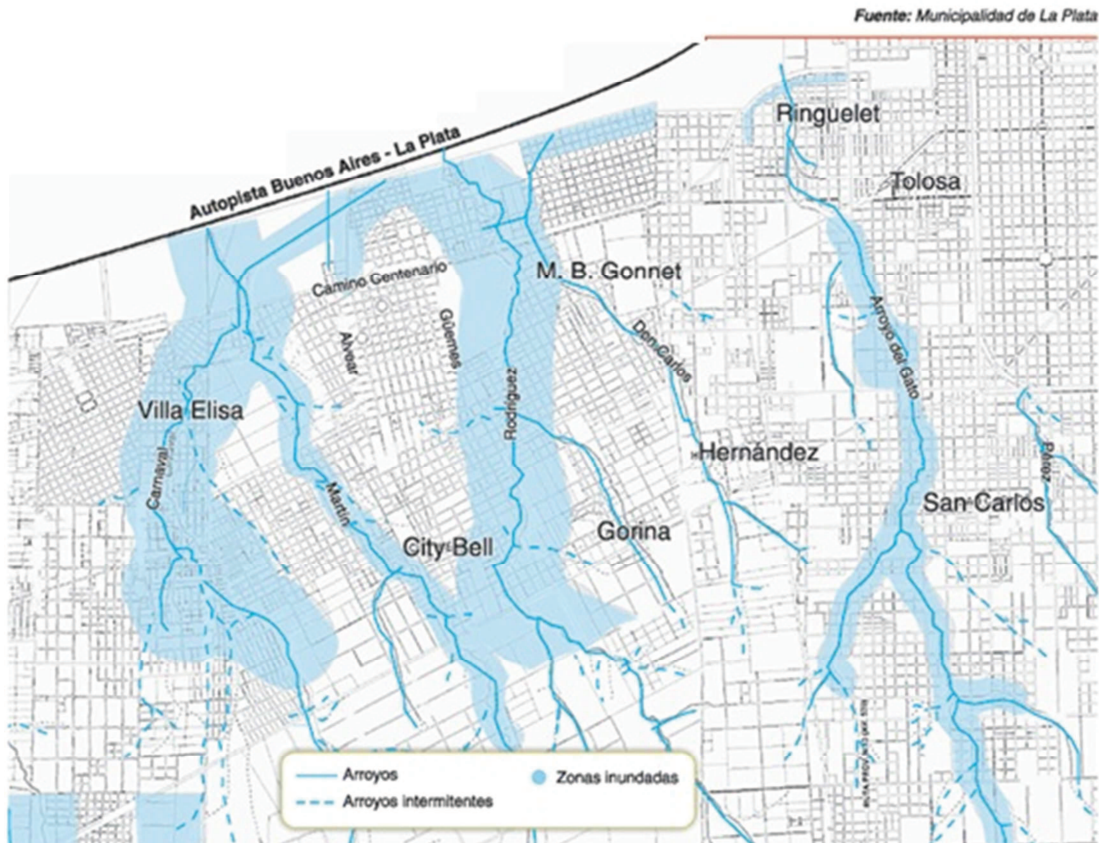 Fuente: Municipalidad de La Plata
Ringuelet
Autopista Buenos Aires - La Plata
Tolosa
M. B. Gonnet
Camino Centenario
Arroyo del Gato
Güemes
Alvear
Don Carlos
Rodríguez
Villa Elisa
Hernández
Carnaval
Pérez
Martín
San Carlos
Gorina
City Bell
Arroyos
Zonas inundadas
Arroyos intermitentes